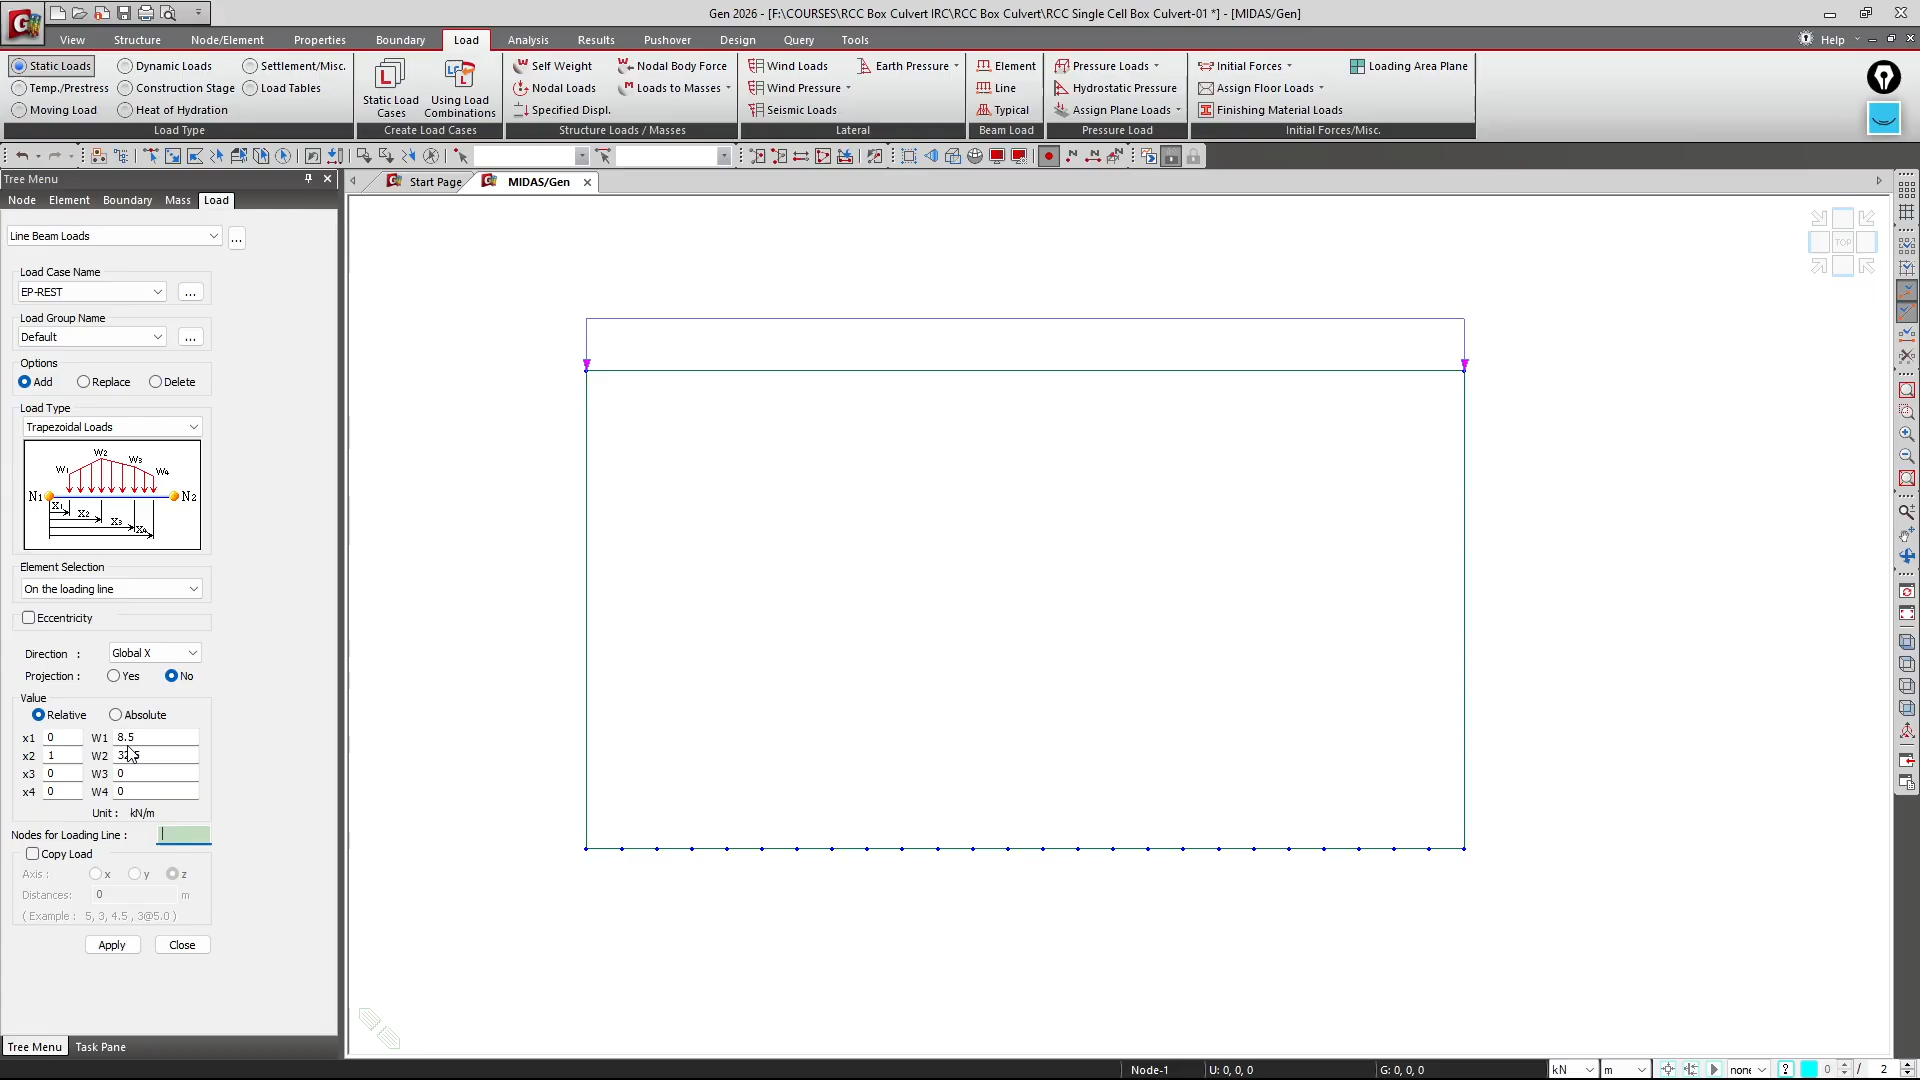 Gen 2026 - [F:\COURSES\RCC Box Culvert IRC\RCC Box Culvert\RCC Single Cell Box Culvert-01 *] - [MIDAS/Gen]
View Structure Node/Element Properties Boundary Load Analysis Results Pushover Design Query Tools Help
Static Loads Dynamic Loads Settlement/Misc. Self Weight Nodal Body Force Wind Loads Earth Pressure Element Pressure Loads Initial Forces Loading Area Plane
Temp./Prestress Construction Stage Load Tables Static Load Cases Using Load Combinations Nodal Loads Loads to Masses Wind Pressure Line Hydrostatic Pressure Assign Floor Loads
Moving Load Heat of Hydration Specified Displ. Seismic Loads Typical Assign Plane Loads Finishing Material Loads
Load Type Create Load Cases Structure Loads / Masses Lateral Beam Load Pressure Load Initial Forces/Misc.
Tree Menu
Start Page MIDAS/Gen
Node Element Boundary Mass Load
Line Beam Loads ...
TOP
Load Case Name
EP-REST ...
Load Group Name
Default ...
Options
Add Replace Delete
Load Type
Trapezoidal Loads
W1 W2 W3 W4
N1 N2
X1 X2 X3 X4
Element Selection
On the loading line
Eccentricity
Direction : Global X
Projection : Yes No
Value
Relative Absolute
x1 0 W1 8.5
x2 1 W2
x3 0 W3 0
x4 0 W4 0
Unit : kN/m
Nodes for Loading Line :
Copy Load
Axis : x y z
Distances: 0 m
( Example : 5, 3, 4.5 , 3@5.0 )
Apply Close
Tree Menu Task Pane
Node-1 U: 0, 0, 0 G: 0, 0, 0 kN m none ? 0 / 2